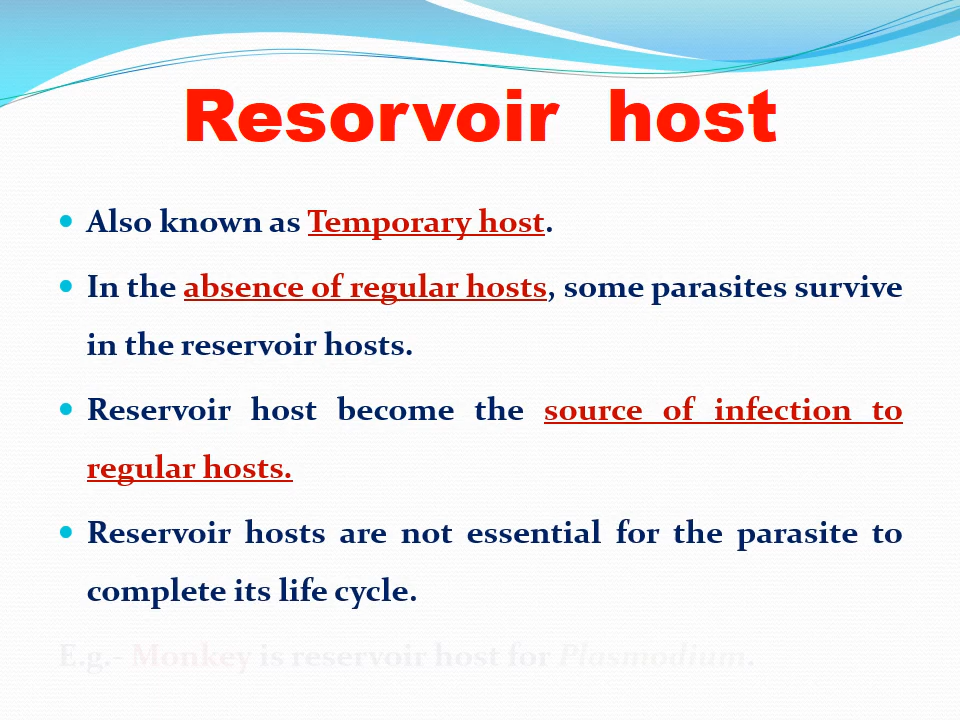 Resorvoir host
Also known as Temporary host.
In the absence of regular hosts, some parasites survive
in the reservoir hosts.
Reservoir host become the source of infection to
regular hosts.
Reservoir hosts are not essential for the parasite to
complete its life cycle.
E.g.- Monkey is reservoir host for Plasmodium.